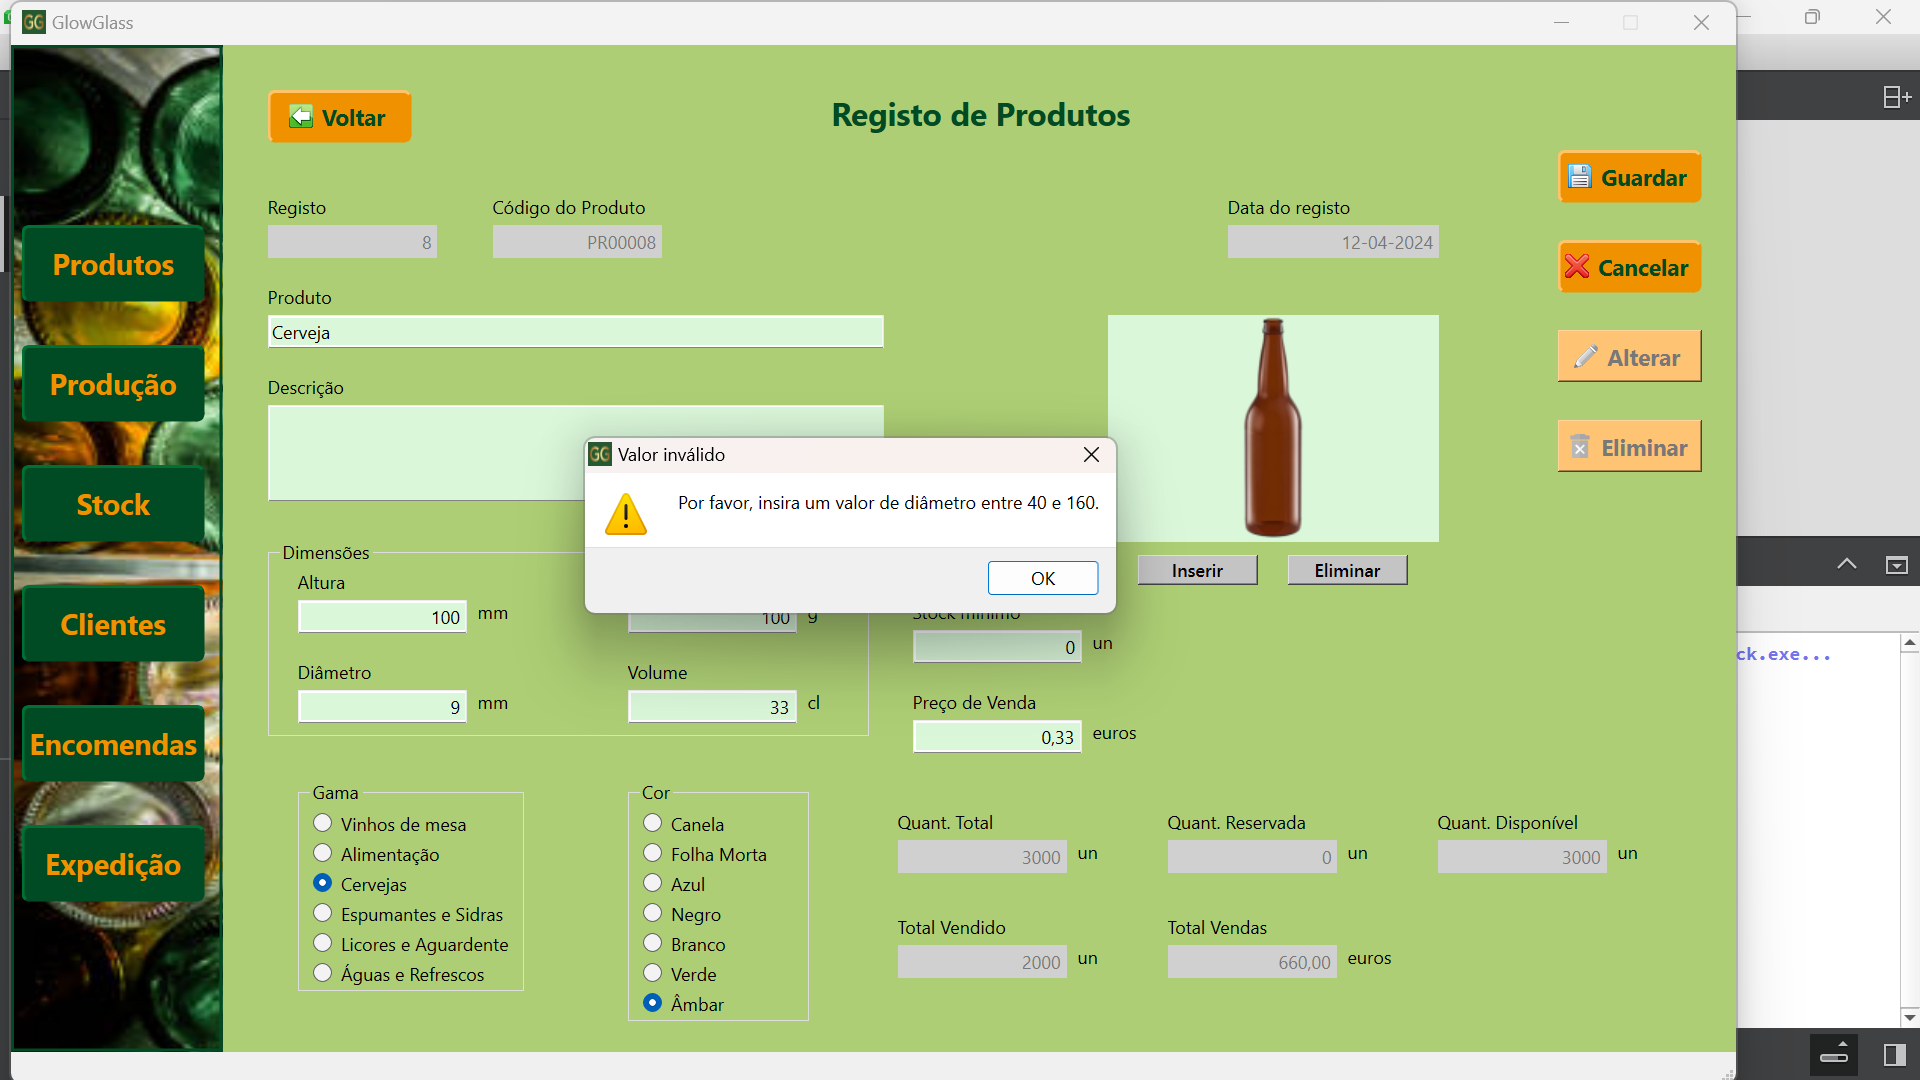 GG GlowGlass
Voltar
Registo de Produtos
Guardar
Cancelar
Alterar
Eliminar
Produtos
Produção
Stock
Clientes
Encomendas
Expedição
Registo
8
Código do Produto
PR00008
Data do registo
12-04-2024
Produto
Cerveja
Descrição
GG Valor inválido
Por favor, insira um valor de diâmetro entre 40 e 160.
OK
Inserir
Eliminar
Dimensões
Altura
100 mm
100 g
Diâmetro
9 mm
Volume
33 cl
Stock mínimo
0 un
Preço de Venda
0,33 euros
Gama
Vinhos de mesa
Alimentação
Cervejas
Espumantes e Sidras
Licores e Aguardente
Águas e Refrescos
Cor
Canela
Folha Morta
Azul
Negro
Branco
Verde
Âmbar
Quant. Total
3000 un
Quant. Reservada
0 un
Quant. Disponível
3000 un
Total Vendido
2000 un
Total Vendas
660,00 euros
ck.exe...